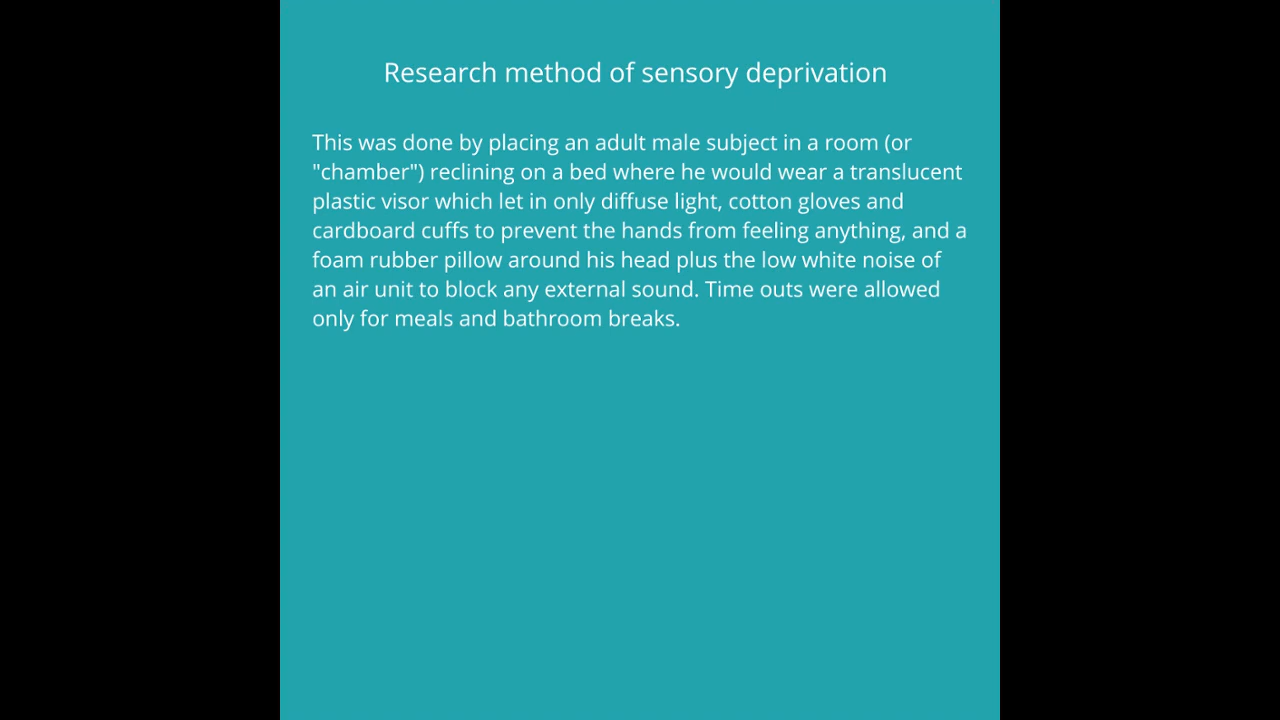 Research method of sensory deprivation
This was done by placing an adult male subject in a room (or
"chamber") reclining on a bed where he would wear a translucent
plastic visor which let in only diffuse light, cotton gloves and
cardboard cuffs to prevent the hands from feeling anything, and a
foam rubber pillow around his head plus the low white noise of
an air unit to block any external sound. Time outs were allowed
only for meals and bathroom breaks.